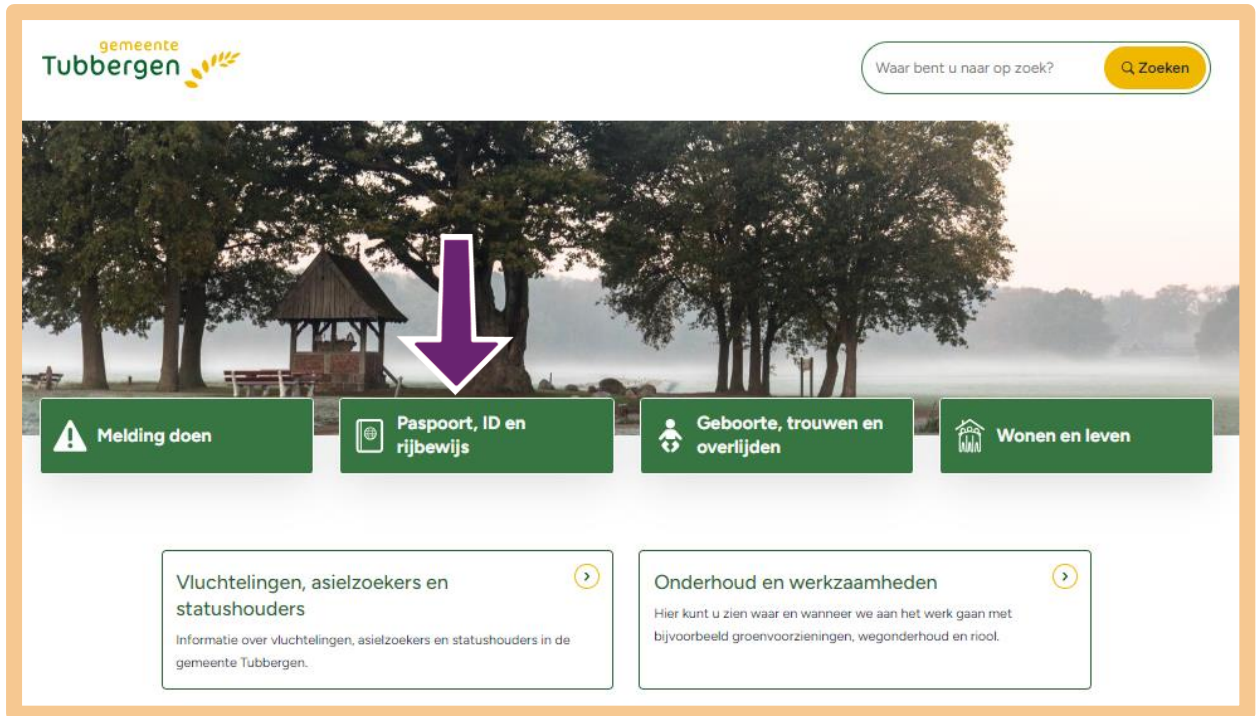 gemeente
Tubbergen
Waar bent u naar op zoek?
Zoeken
Melding doen
Paspoort, ID en
rijbewijs
Geboorte, trouwen en
overlijden
Wonen en leven
Vluchtelingen, asielzoekers en
statushouders
Informatie over vluchtelingen, asielzoekers en statushouders in de
gemeente Tubbergen.
Onderhoud en werkzaamheden
Hier kunt u zien waar en wanneer we aan het werk gaan met
bijvoorbeeld groenvoorzieningen, wegonderhoud en riool.